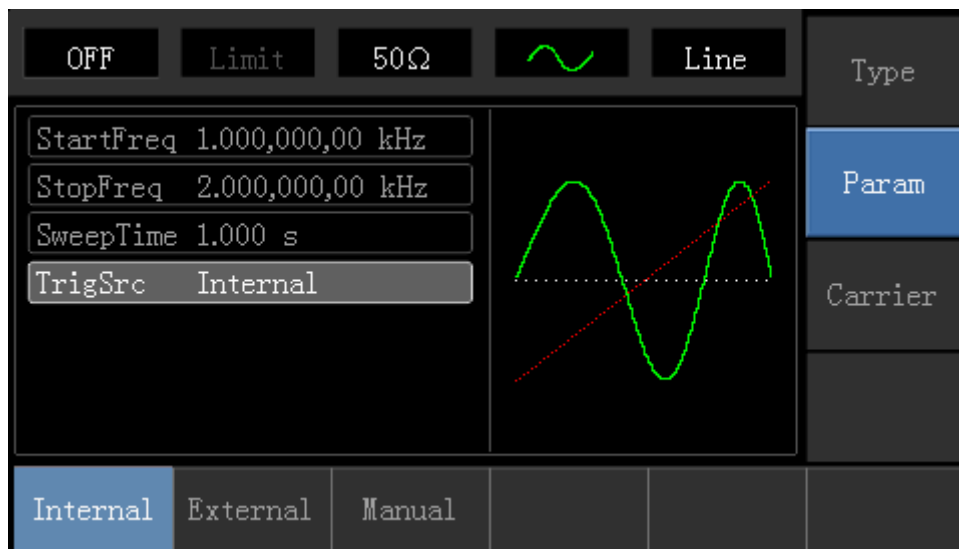 OFF Limit 50Ω Line
Type
StartFreq 1.000,000,00 kHz
StopFreq 2.000,000,00 kHz
Param
SweepTime 1.000 s
TrigSrc Internal
Carrier
Internal External Manual